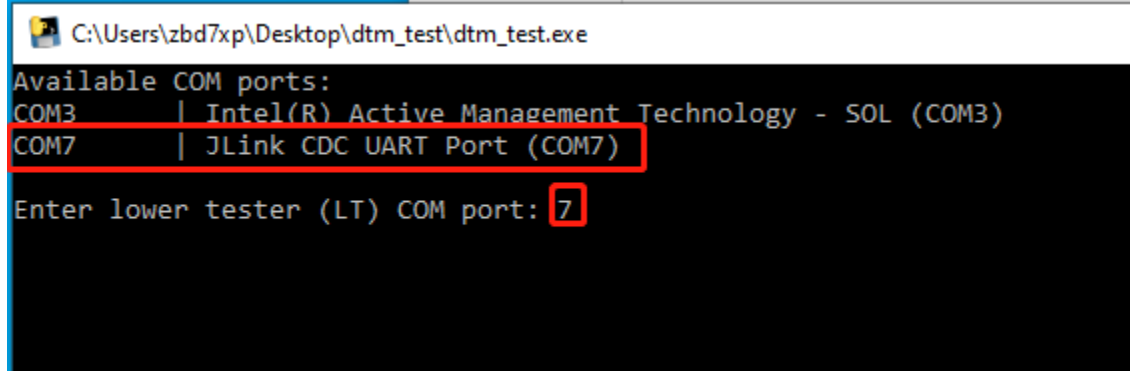 C:\Users\zbd7xp\Desktop\dtm_test\dtm_test.exe
Available COM ports:
COM3 | Intel(R) Active Management Technology - SOL (COM3)
COM7 | JLink CDC UART Port (COM7)
Enter lower tester (LT) COM port: 7